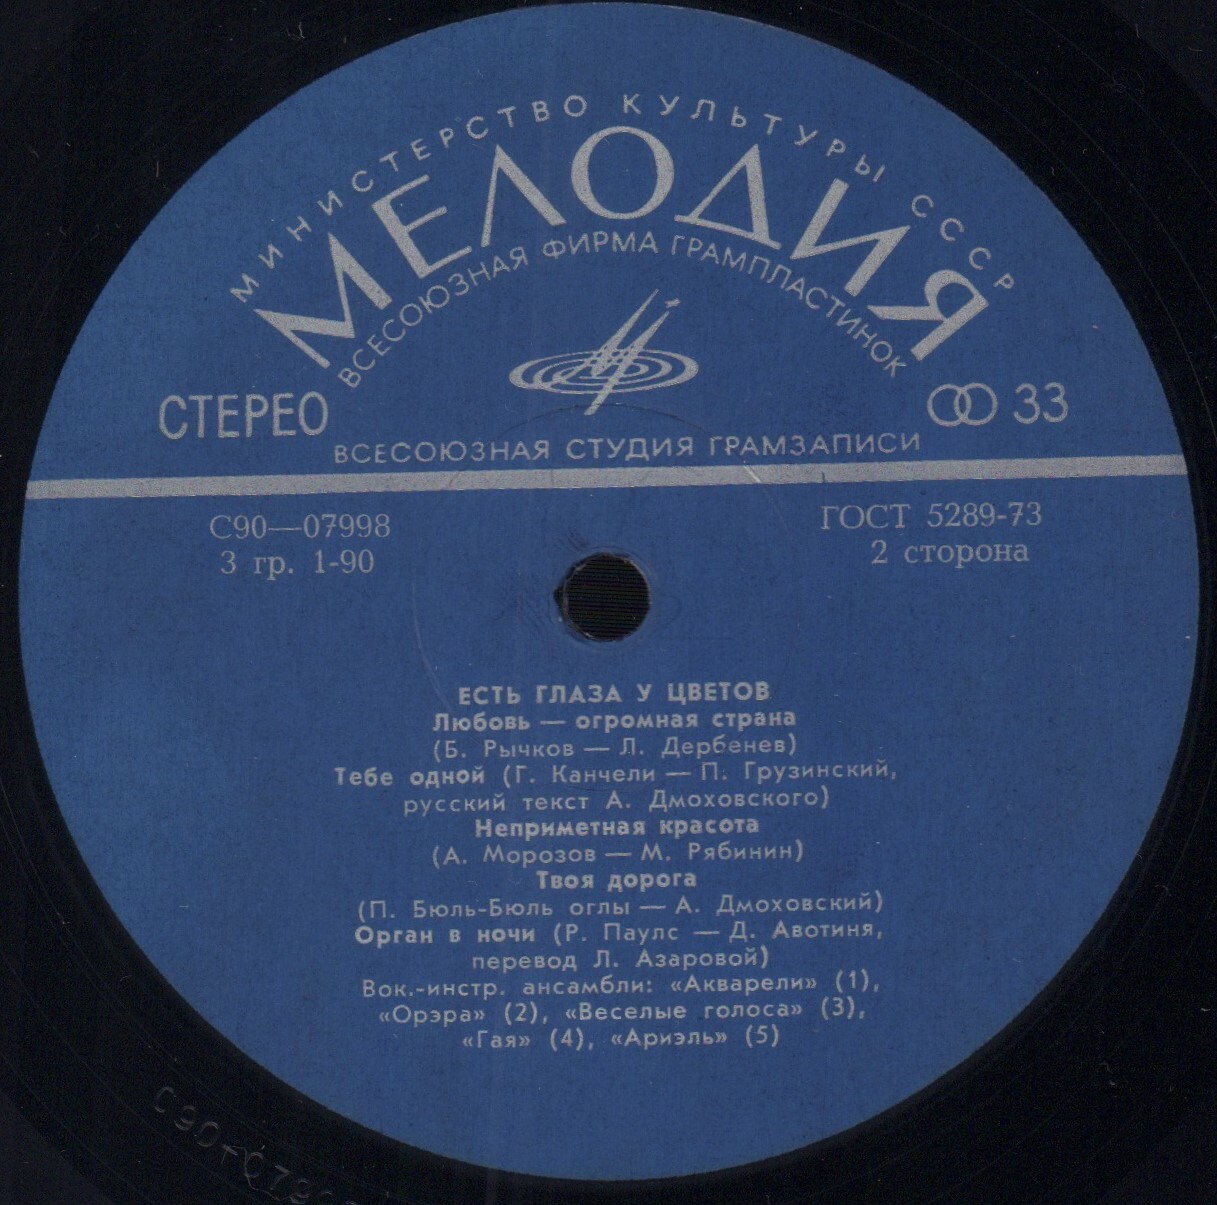 МИНИСТЕРСТВО КУЛЬТУРЫ СССР
МЕЛОДИЯ
ВСЕСОЮЗНАЯ ФИРМА ГРАМПЛАСТИНОК
СТЕРЕО
33
ВСЕСОЮЗНАЯ СТУДИЯ ГРАМЗАПИСИ
С90—07998
ГОСТ 5289-73
3 гр. 1-90
2 сторона
ЕСТЬ ГЛАЗА У ЦВЕТОВ
Любовь — огромная страна
(Б. Рычков — Л. Дербенев)
Тебе одной (Г. Канчели — П. Грузинский,
русский текст А. Дмоховского)
Неприметная красота
(А. Морозов — М. Рябинин)
Твоя дорога
(П. Бюль-Бюль оглы — А. Дмоховский)
Орган в ночи (Р. Паулс — Д. Авотиня,
перевод Л. Азаровой)
Вок.-инстр. ансамбли: «Акварели» (1),
«Орэра» (2), «Веселые голоса» (3),
«Гая» (4), «Ариэль» (5)